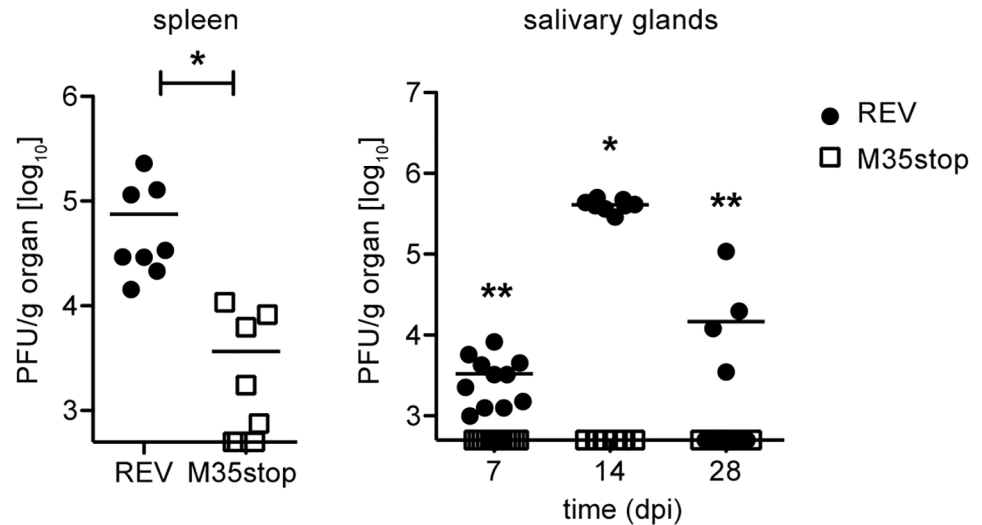 spleen
*
PFU/g organ [log10]
6
5
4
3
REV M35stop
salivary glands
PFU/g organ [log10]
7
6
5
4
3
**
*
**
7 14 28
time (dpi)
REV
M35stop